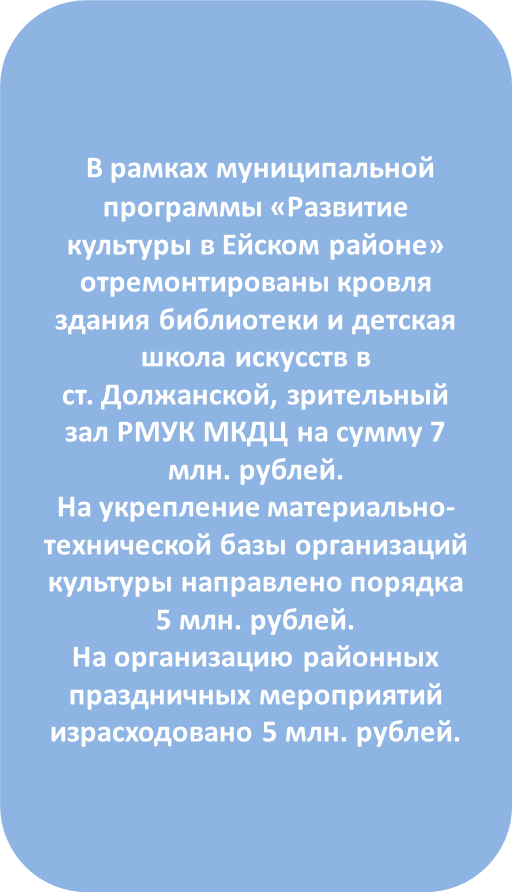 В рамках муниципальной
программы «Развитие
культуры в Ейском районе»
отремонтированы кровля
здания библиотеки и детская
школа искусств в
ст. Должанской, зрительный
зал РМУК МКДЦ на сумму 7
млн. рублей.
На укрепление материально-
технической базы организаций
культуры направлено порядка
5 млн. рублей.
На организацию районных
праздничных мероприятий
израсходовано 5 млн. рублей.